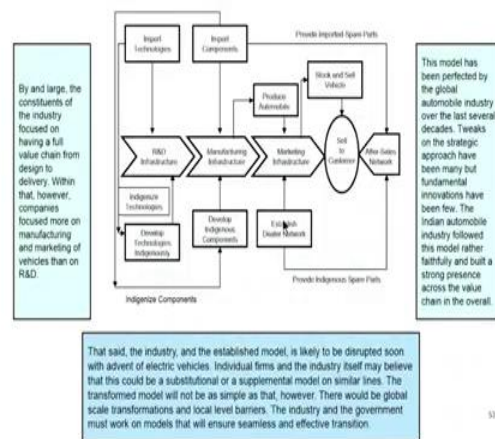 Import
Technologies
Import
Components
Provide Imported Spare Parts
Stock and Sell
Vehicle
Produce
Automobile
R&D
Infrastructure
Manufacturing
Infrastructure
Marketing
Infrastructure
Sell
to
Customer
After-Sales
Network
Indigenize
Technologies
Develop
Technologies
Indigenously
Develop
Indigenous
Components
Establish
Dealer Network
Provide Indigenous Spare Parts
Indigenize Components
By and large, the
constituents of
the industry
focused on
having a full
value chain from
design to
delivery. Within
that, however,
companies
focused more on
manufacturing
and marketing of
vehicles than on
R&D.
This model has
been perfected by
the global
automobile industry
over the last several
decades. Tweaks
on the strategic
approach have
been many but
fundamental
innovations have
been few. The
Indian automobile
industry followed
this model rather
faithfully and built a
strong presence
across the value
chain in the overall.
That said, the industry, and the established model, is likely to be disrupted soon
with advent of electric vehicles. Individual firms and the industry itself may believe
that this could be a substitutional or a supplemental model on similar lines. The
transformed model will not be as simple as that, however. There would be global
scale transformations and local level barriers. The industry and the government
must work on models that will ensure seamless and effective transition.